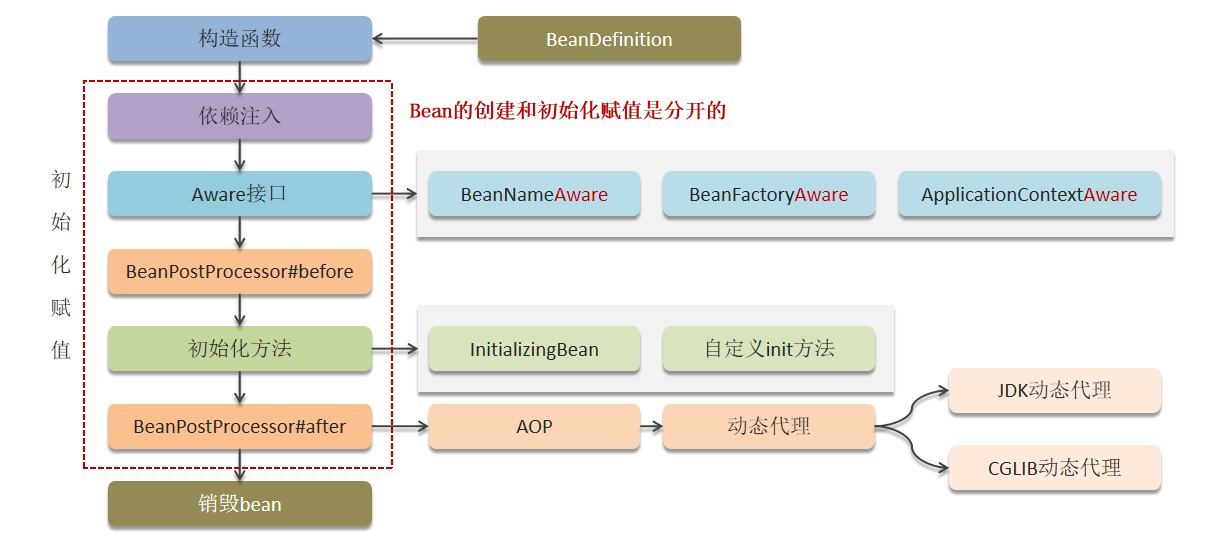 构造函数
BeanDefinition
依赖注入
Bean的创建和初始化赋值是分开的
初始化赋值
Aware接口
BeanNameAware
BeanFactoryAware
ApplicationContextAware
BeanPostProcessor#before
初始化方法
InitializingBean
自定义init方法
BeanPostProcessor#after
AOP
动态代理
JDK动态代理
CGLIB动态代理
销毁bean